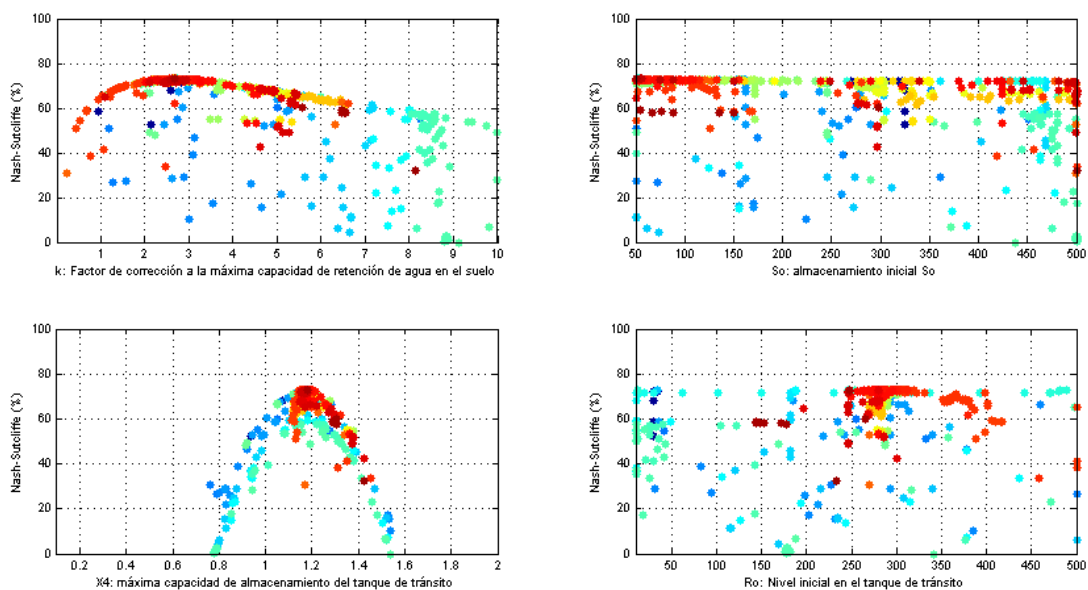 100
80
60
40
20
0
Nash-Sutcliffe (%)
1 2 3 4 5 6 7 8 9 10
k: Factor de corrección a la máxima capacidad de retención de agua en el suelo
100
80
60
40
20
0
Nash-Sutcliffe (%)
50 100 150 200 250 300 350 400 450 500
So: almacenamiento inicial So
100
80
60
40
20
0
Nash-Sutcliffe (%)
0.2 0.4 0.6 0.8 1 1.2 1.4 1.6 1.8 2
X4: máxima capacidad de almacenamiento del tanque de tránsito
100
80
60
40
20
0
Nash-Sutcliffe (%)
50 100 150 200 250 300 350 400 450 500
Ro: Nivel inicial en el tanque de tránsito